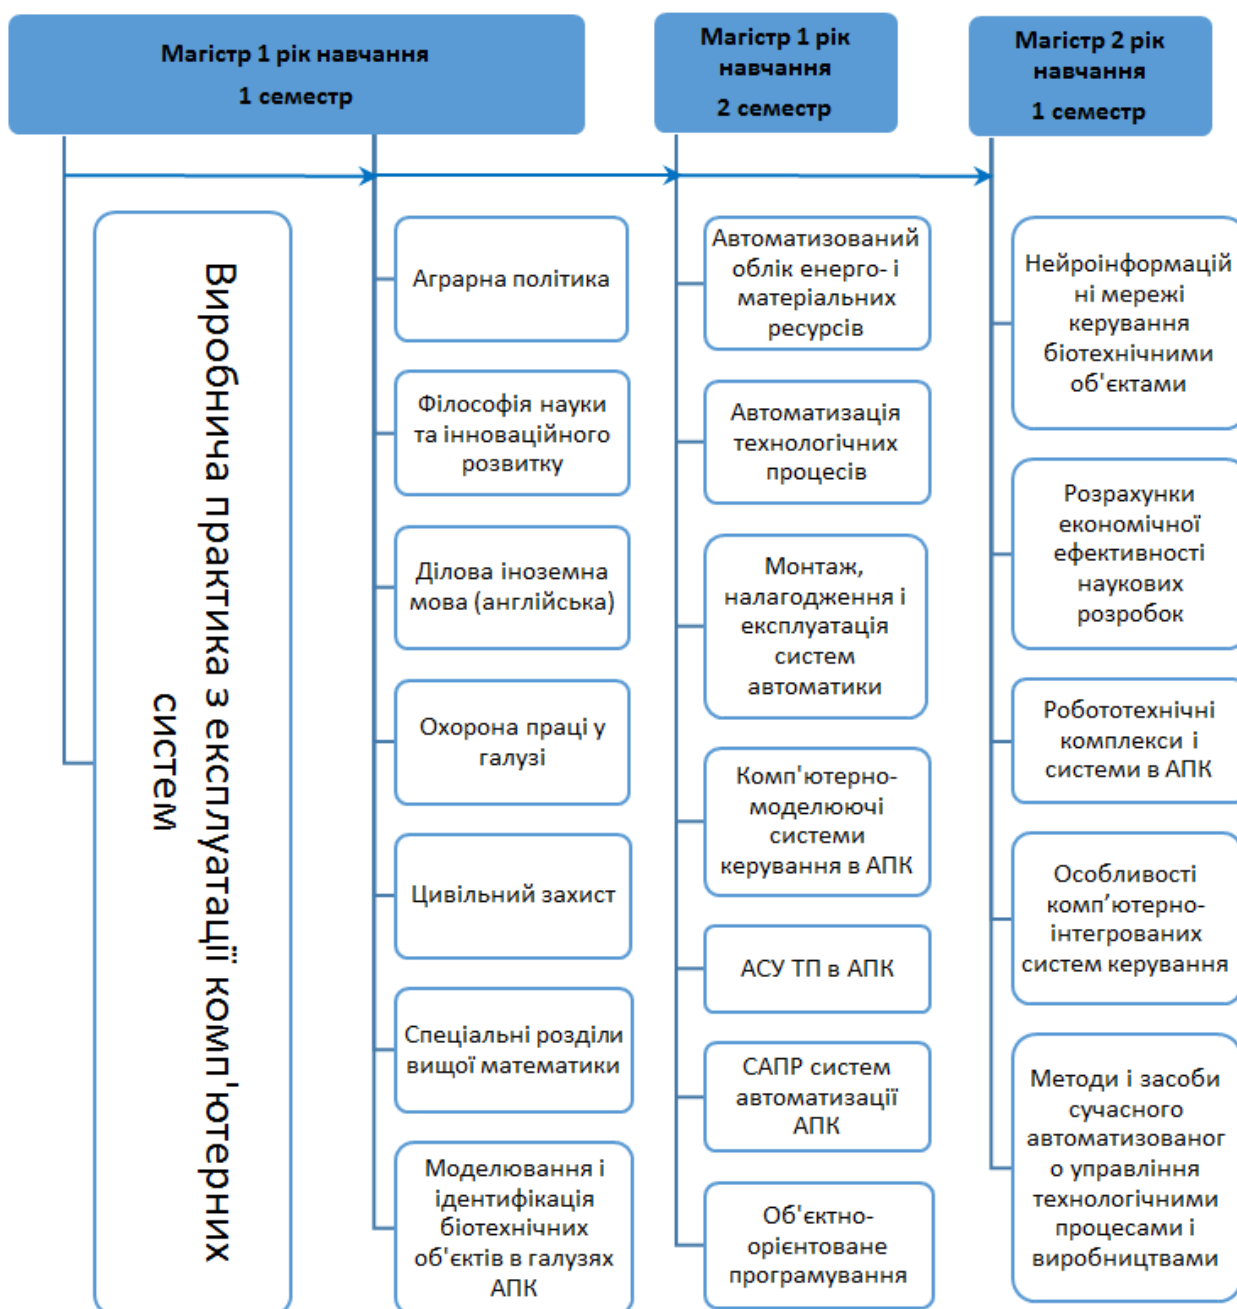 Магістр 1 рік навчання
1 семестр
Магістр 1 рік
навчання
2 семестр
Магістр 2 рік
навчання
1 семестр
Виробнича практика з експлуатації комп'ютерних
систем
Аграрна політика
Філософія науки
та інноваційного
розвитку
Ділова іноземна
мова (англійська)
Охорона праці у
галузі
Цивільний захист
Спеціальні розділи
вищої математики
Моделювання і
ідентифікація
біотехнічних
об'єктів в галузях
АПК
Автоматизований
облік енерго- і
матеріальних
ресурсів
Автоматизація
технологічних
процесів
Монтаж,
налагодження і
експлуатація
систем
автоматики
Комп'ютерно-
моделюючі
системи
керування в АПК
АСУ ТП в АПК
САПР систем
автоматизації
АПК
Об'єктно-
орієнтоване
програмування
Нейроінформацій
ні мережі
керування
біотехнічними
об'єктами
Розрахунки
економічної
ефективності
наукових
розробок
Робототехнічні
комплекси і
системи в АПК
Особливості
комп’ютерно-
інтегрованих
систем керування
Методи і засоби
сучасного
автоматизованог
о управління
технологічними
процесами і
виробництвами